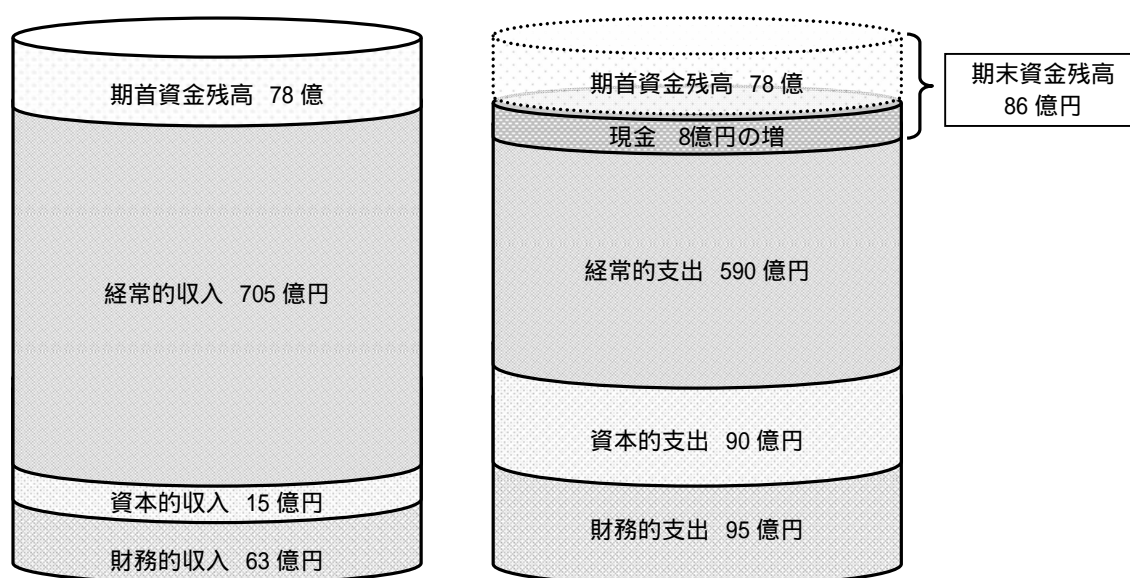 期首資金残高 78 億
経常的収入 705 億円
資本的収入 15 億円
財務的収入 63 億円
期首資金残高 78 億
現金 8億円の増
経常的支出 590 億円
資本的支出 90 億円
財務的支出 95 億円
期末資金残高
86 億円